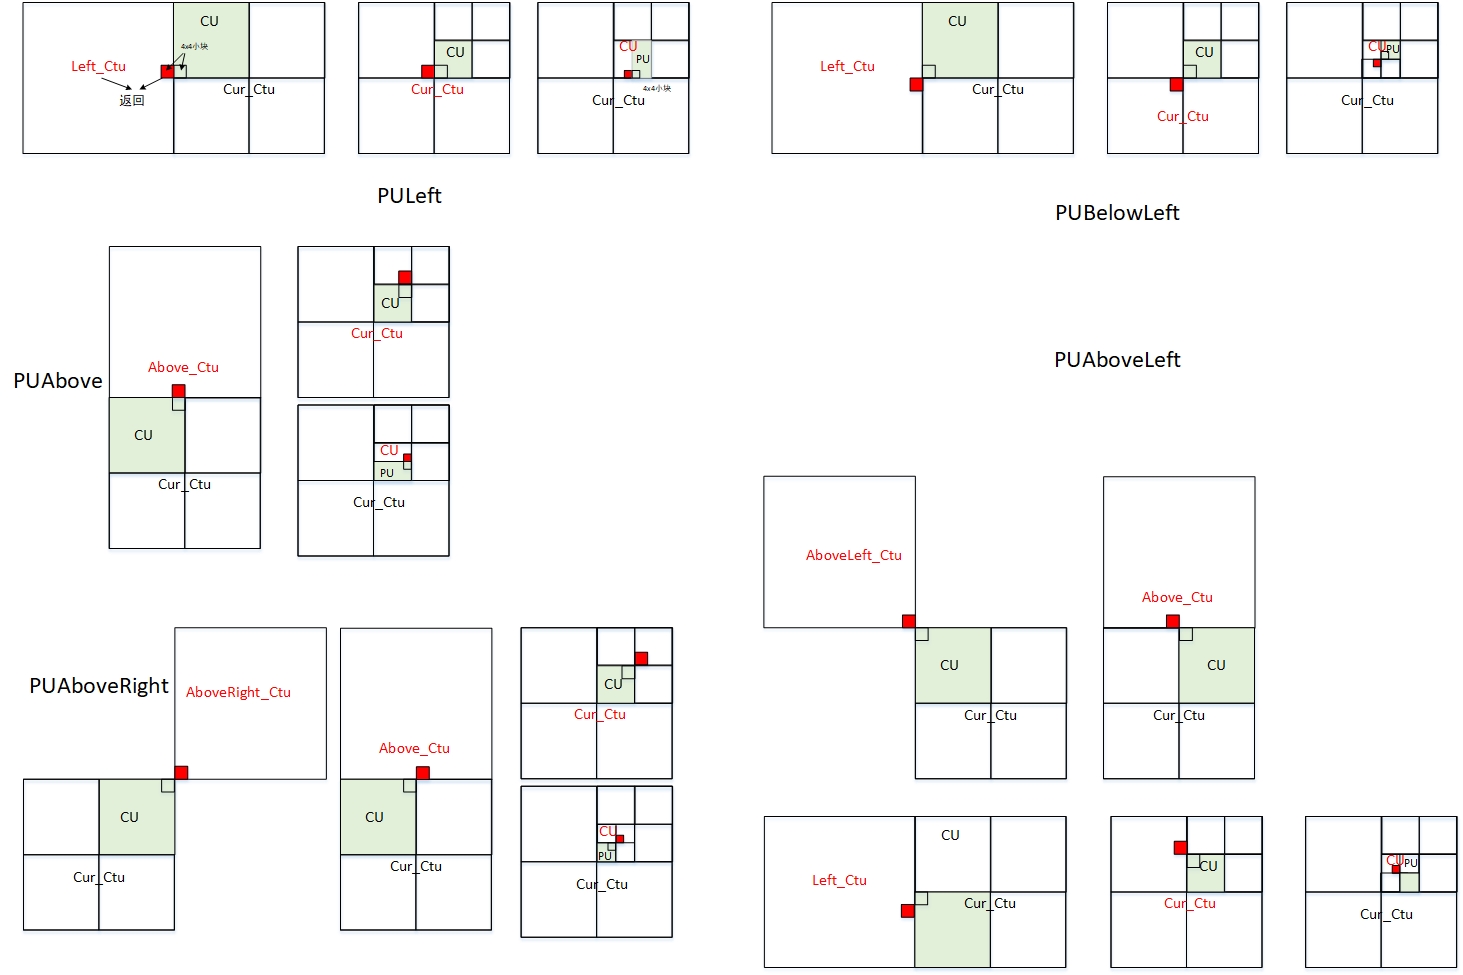 CU
4x4小块
Left_Ctu
返回
Cur_Ctu
CU
Cur_Ctu
CU
PU
4x4小块
Cur_Ctu
PULeft
CU
Left_Ctu
Cur_Ctu
CU
Cur_Ctu
CU
PU
Cur_Ctu
PUBelowLeft
PUAbove
Above_Ctu
CU
Cur_Ctu
CU
Cur_Ctu
CU
PU
Cur_Ctu
PUAboveLeft
AboveLeft_Ctu
CU
Cur_Ctu
Above_Ctu
CU
Cur_Ctu
PUAboveRight
AboveRight_Ctu
CU
Cur_Ctu
Above_Ctu
CU
Cur_Ctu
CU
Cur_Ctu
CU
PU
Cur_Ctu
CU
Left_Ctu
Cur_Ctu
CU
Cur_Ctu
CU
PU
Cur_Ctu